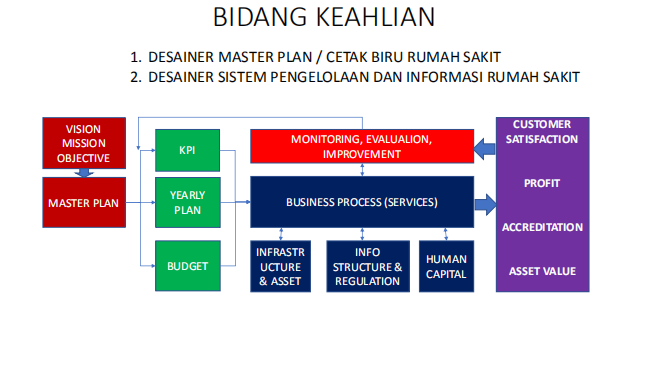 BIDANG KEAHLIAN
1. DESAINER MASTER PLAN / CETAK BIRU RUMAH SAKIT
2. DESAINER SISTEM PENGELOLAAN DAN INFORMASI RUMAH SAKIT
VISION
MISSION
OBJECTIVE
MASTER PLAN
KPI
YEARLY
PLAN
BUDGET
MONITORING, EVALUALION,
IMPROVEMENT
BUSINESS PROCESS (SERVICES)
INFRASTR
UCTURE
& ASSET
INFO
STRUCTURE &
REGULATION
HUMAN
CAPITAL
CUSTOMER
SATISFACTION
PROFIT
ACCREDITATION
ASSET VALUE